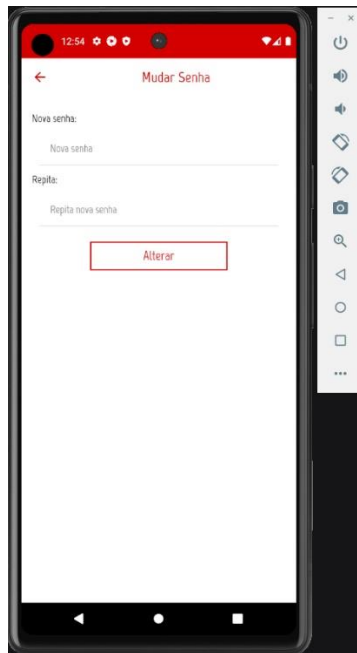 12:54
Mudar Senha
Nova senha:
Nova senha
Repita:
Repita nova senha
Alterar